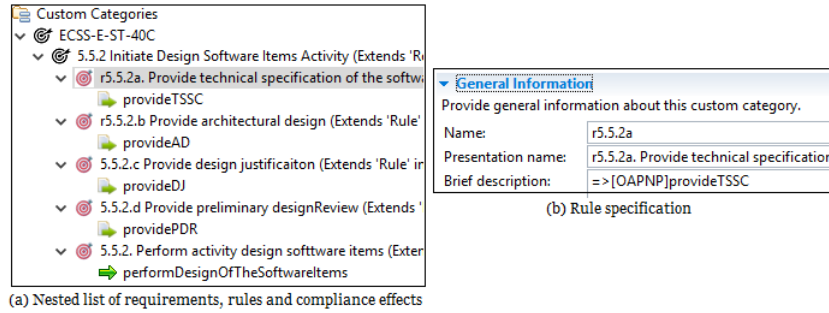 Custom Categories
ECSS-E-ST-40C
5.5.2 Initiate Design Software Items Activity (Extends 'R
r5.5.2a. Provide technical specification of the softw
provideTSSC
r5.5.2.b Provide architectural design (Extends 'Rule'
provideAD
5.5.2.c Provide design justificaiton (Extends 'Rule' in
provideDJ
5.5.2.d Provide preliminary designReview (Extends '
providePDR
5.5.2. Perform activity design softtware items (Exter
performDesignOfTheSoftwareItems
(a) Nested list of requirements, rules and compliance effects
General Information
Provide general information about this custom category.
Name: r5.5.2a
Presentation name: r5.5.2a. Provide technical specification
Brief description: =>[OAPNP]provideTSSC
(b) Rule specification